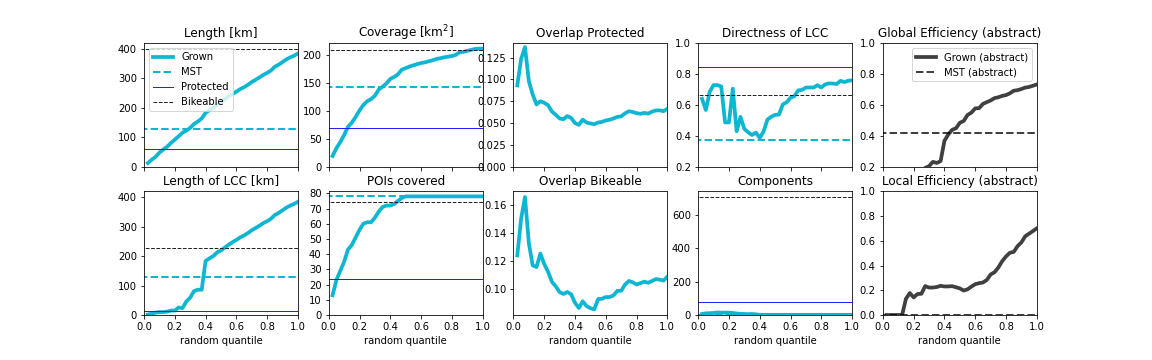 Length [km]
Coverage [km²]
Overlap Protected
Directness of LCC
Global Efficiency (abstract)
400
300
200
100
0
Grown
MST
Protected
Bikeable
200
150
100
50
0
0.125
0.100
0.075
0.050
0.025
0.000
1.0
0.8
0.6
0.4
0.2
1.0
0.8
0.6
0.4
0.2
Grown (abstract)
MST (abstract)
Length of LCC [km]
POIs covered
Overlap Bikeable
Components
Local Efficiency (abstract)
400
300
200
100
0
0.0 0.2 0.4 0.6 0.8 1.0
random quantile
80
70
60
50
40
30
20
10
0
0.0 0.2 0.4 0.6 0.8 1.0
random quantile
0.16
0.14
0.12
0.10
0.0 0.2 0.4 0.6 0.8 1.0
random quantile
600
400
200
0
0.0 0.2 0.4 0.6 0.8 1.0
random quantile
1.0
0.8
0.6
0.4
0.2
0.0
0.0 0.2 0.4 0.6 0.8 1.0
random quantile